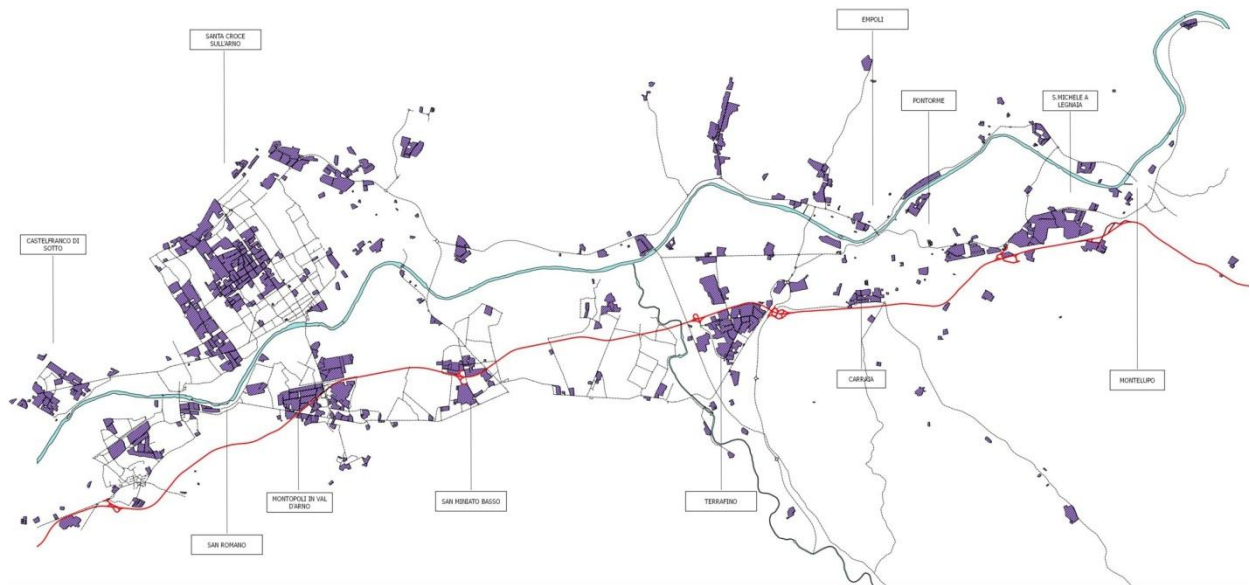 EMPOLI
SANTA CROCE
SULL'ARNO
PONTORME
S.MICHELE A
LEGNAIA
CASTELFRANCO DI
SOTTO
CARRAIA
MONTELUPO
MONTOPOLI IN VAL
D'ARNO
SAN MINIATO BASSO
TERRAFINO
SAN ROMANO